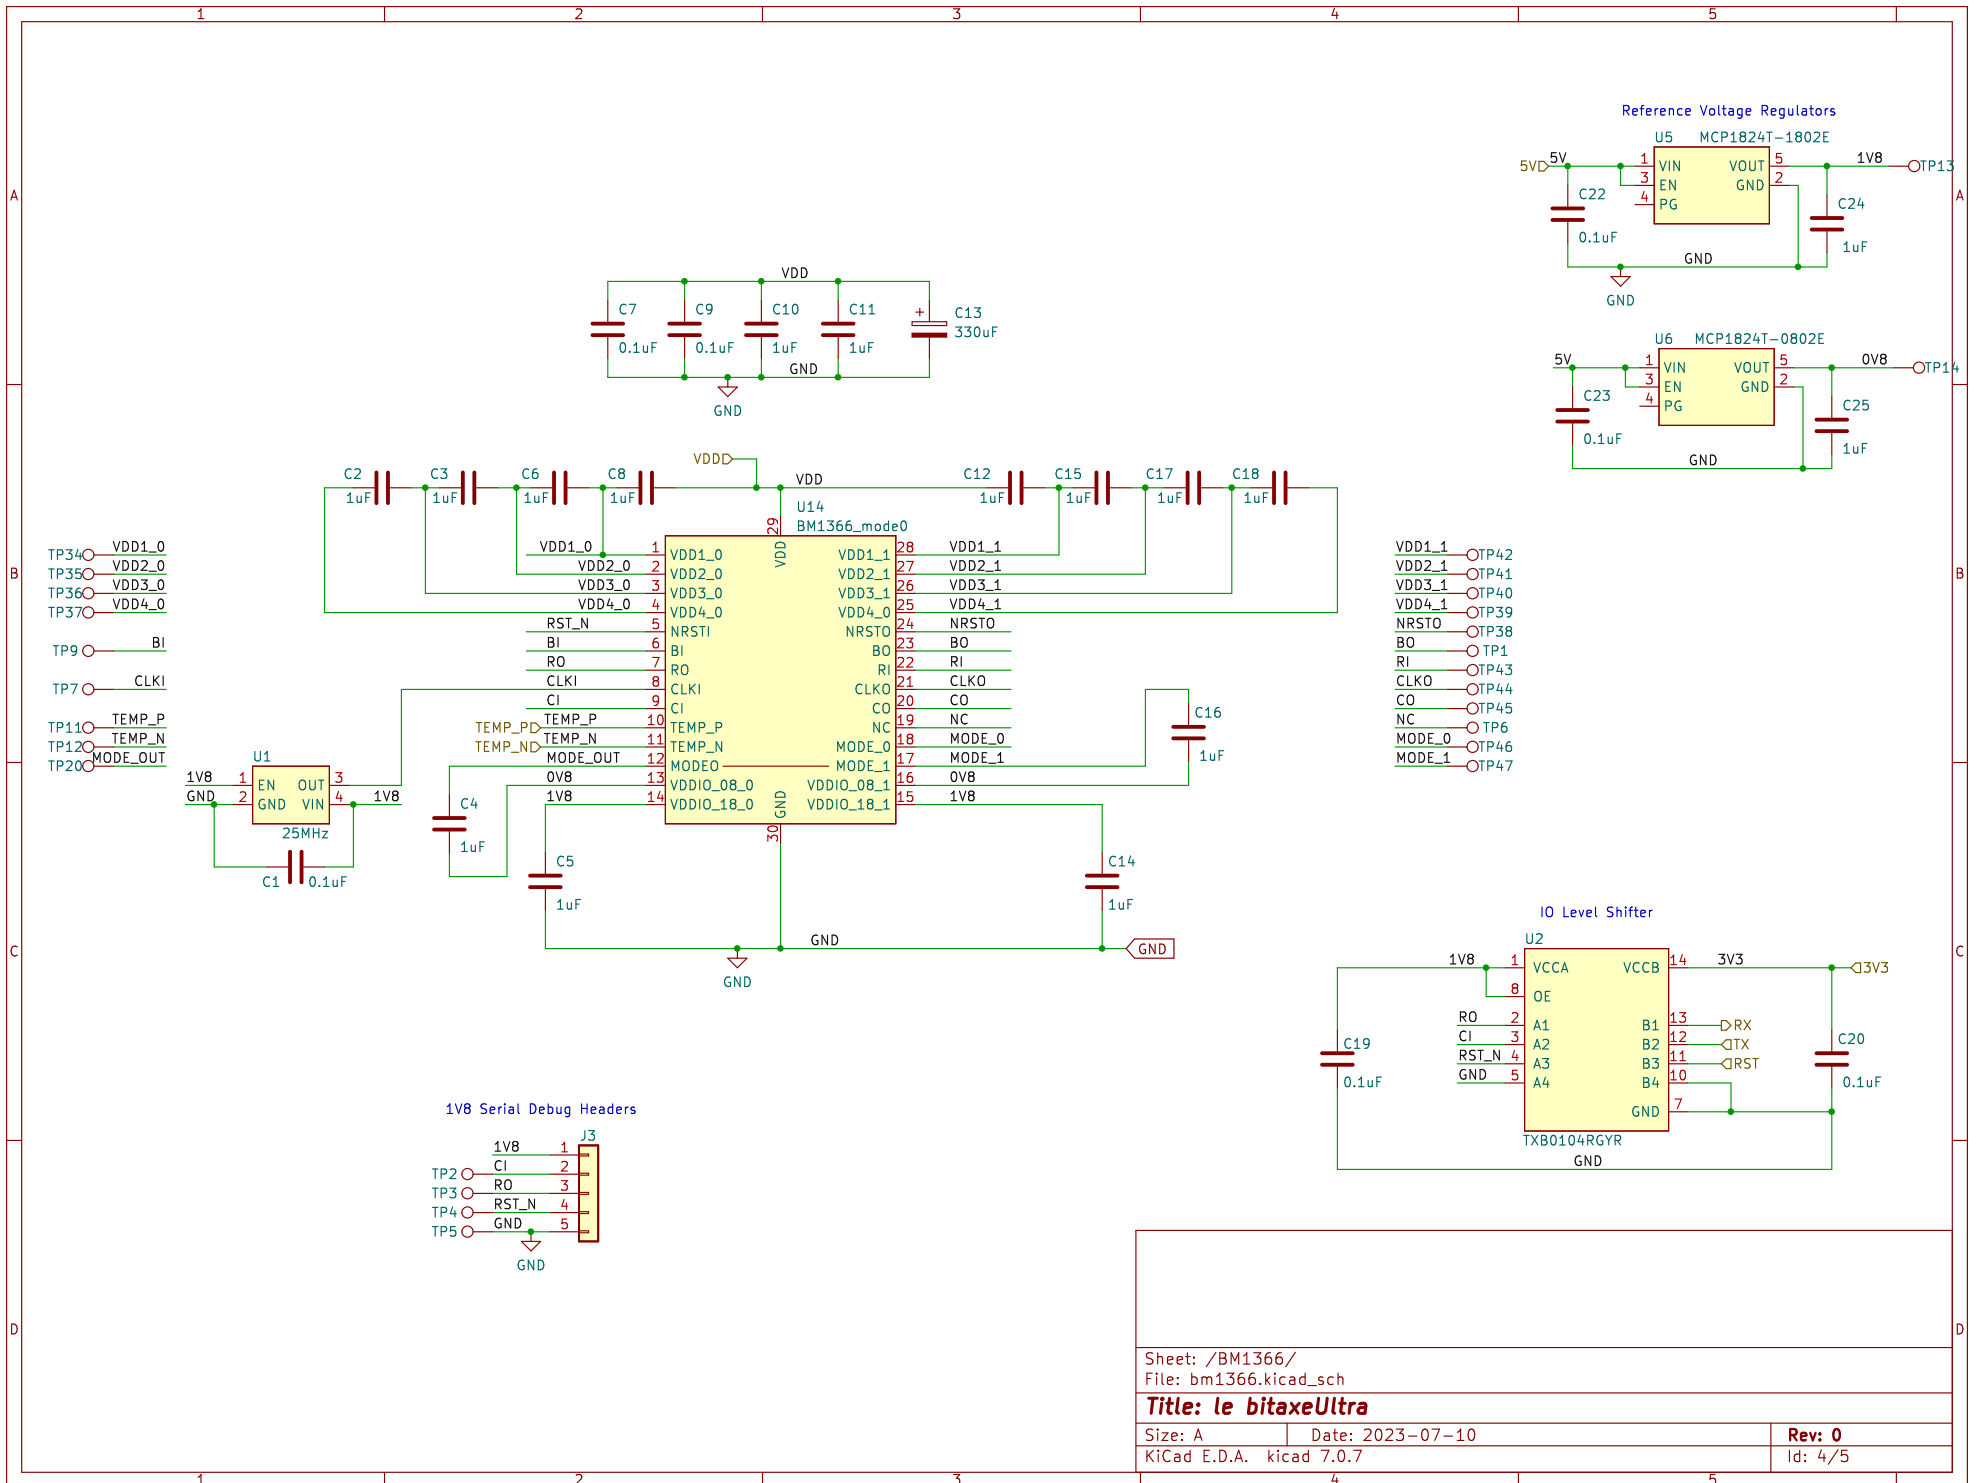 1 2 3 4 5
A A
B B
C C
D D
1 2 3 4 5
Reference Voltage Regulators
U5 MCP1824T-1802E
5V 5V 1 VIN VOUT 5 1V8 TP13
3 EN GND 2
4 PG
C22 0.1uF
C24 1uF
GND
GND
U6 MCP1824T-0802E
5V 1 VIN VOUT 5 0V8 TP14
3 EN GND 2
4 PG
C23 0.1uF
C25 1uF
GND
VDD
C7 0.1uF
C9 0.1uF
C10 1uF
C11 1uF
+ C13 330uF
GND
GND
VDD
C2 1uF
C3 1uF
C6 1uF
C8 1uF
VDD
C12 1uF
C15 1uF
C17 1uF
C18 1uF
U14
BM1366_mode0
29 VDD
VDD1_0 1 VDD1_0 VDD1_1 28 VDD1_1
VDD2_0 2 VDD2_0 VDD2_1 27 VDD2_1
VDD3_0 3 VDD3_0 VDD3_1 26 VDD3_1
VDD4_0 4 VDD4_0 VDD4_0 25 VDD4_1
RST_N 5 NRSTI NRSTO 24 NRSTO
BI 6 BI BO 23 BO
RO 7 RO RI 22 RI
CLKI 8 CLKI CLKO 21 CLKO
CI 9 CI CO 20 CO
TEMP_P TEMP_P 10 TEMP_P NC 19 NC
TEMP_N TEMP_N 11 TEMP_N MODE_0 18 MODE_0
MODE_OUT 12 MODEO MODE_1 17 MODE_1
0V8 13 VDDIO_08_0 VDDIO_08_1 16 0V8
1V8 14 VDDIO_18_0 VDDIO_18_1 15 1V8
GND 30
C16 1uF
C4 1uF
C5 1uF
C14 1uF
GND
GND
GND
TP34 VDD1_0
TP35 VDD2_0
TP36 VDD3_0
TP37 VDD4_0
TP9 BI
TP7 CLKI
TP11 TEMP_P
TP12 TEMP_N
TP20 MODE_OUT
VDD1_1 TP42
VDD2_1 TP41
VDD3_1 TP40
VDD4_1 TP39
NRSTO TP38
BO TP1
RI TP43
CLKO TP44
CO TP45
NC TP6
MODE_0 TP46
MODE_1 TP47
U1
1V8 1 EN OUT 3
GND 2 GND VIN 4 1V8
25MHz
C1 0.1uF
IO Level Shifter
U2
1V8 1 VCCA VCCB 14 3V3 3V3
8 OE
RO 2 A1 B1 13 RX
CI 3 A2 B2 12 TX
RST_N 4 A3 B3 11 RST
GND 5 A4 B4 10
GND 7
TXB0104RGYR
C19 0.1uF
C20 0.1uF
GND
1V8 Serial Debug Headers
J3
1V8 1
TP2 CI 2
TP3 RO 3
TP4 RST_N 4
TP5 GND 5
GND
Sheet: /BM1366/
File: bm1366.kicad_sch
Title: le bitaxeUltra
Size: A Date: 2023-07-10 Rev: 0
KiCad E.D.A. kicad 7.0.7 Id: 4/5